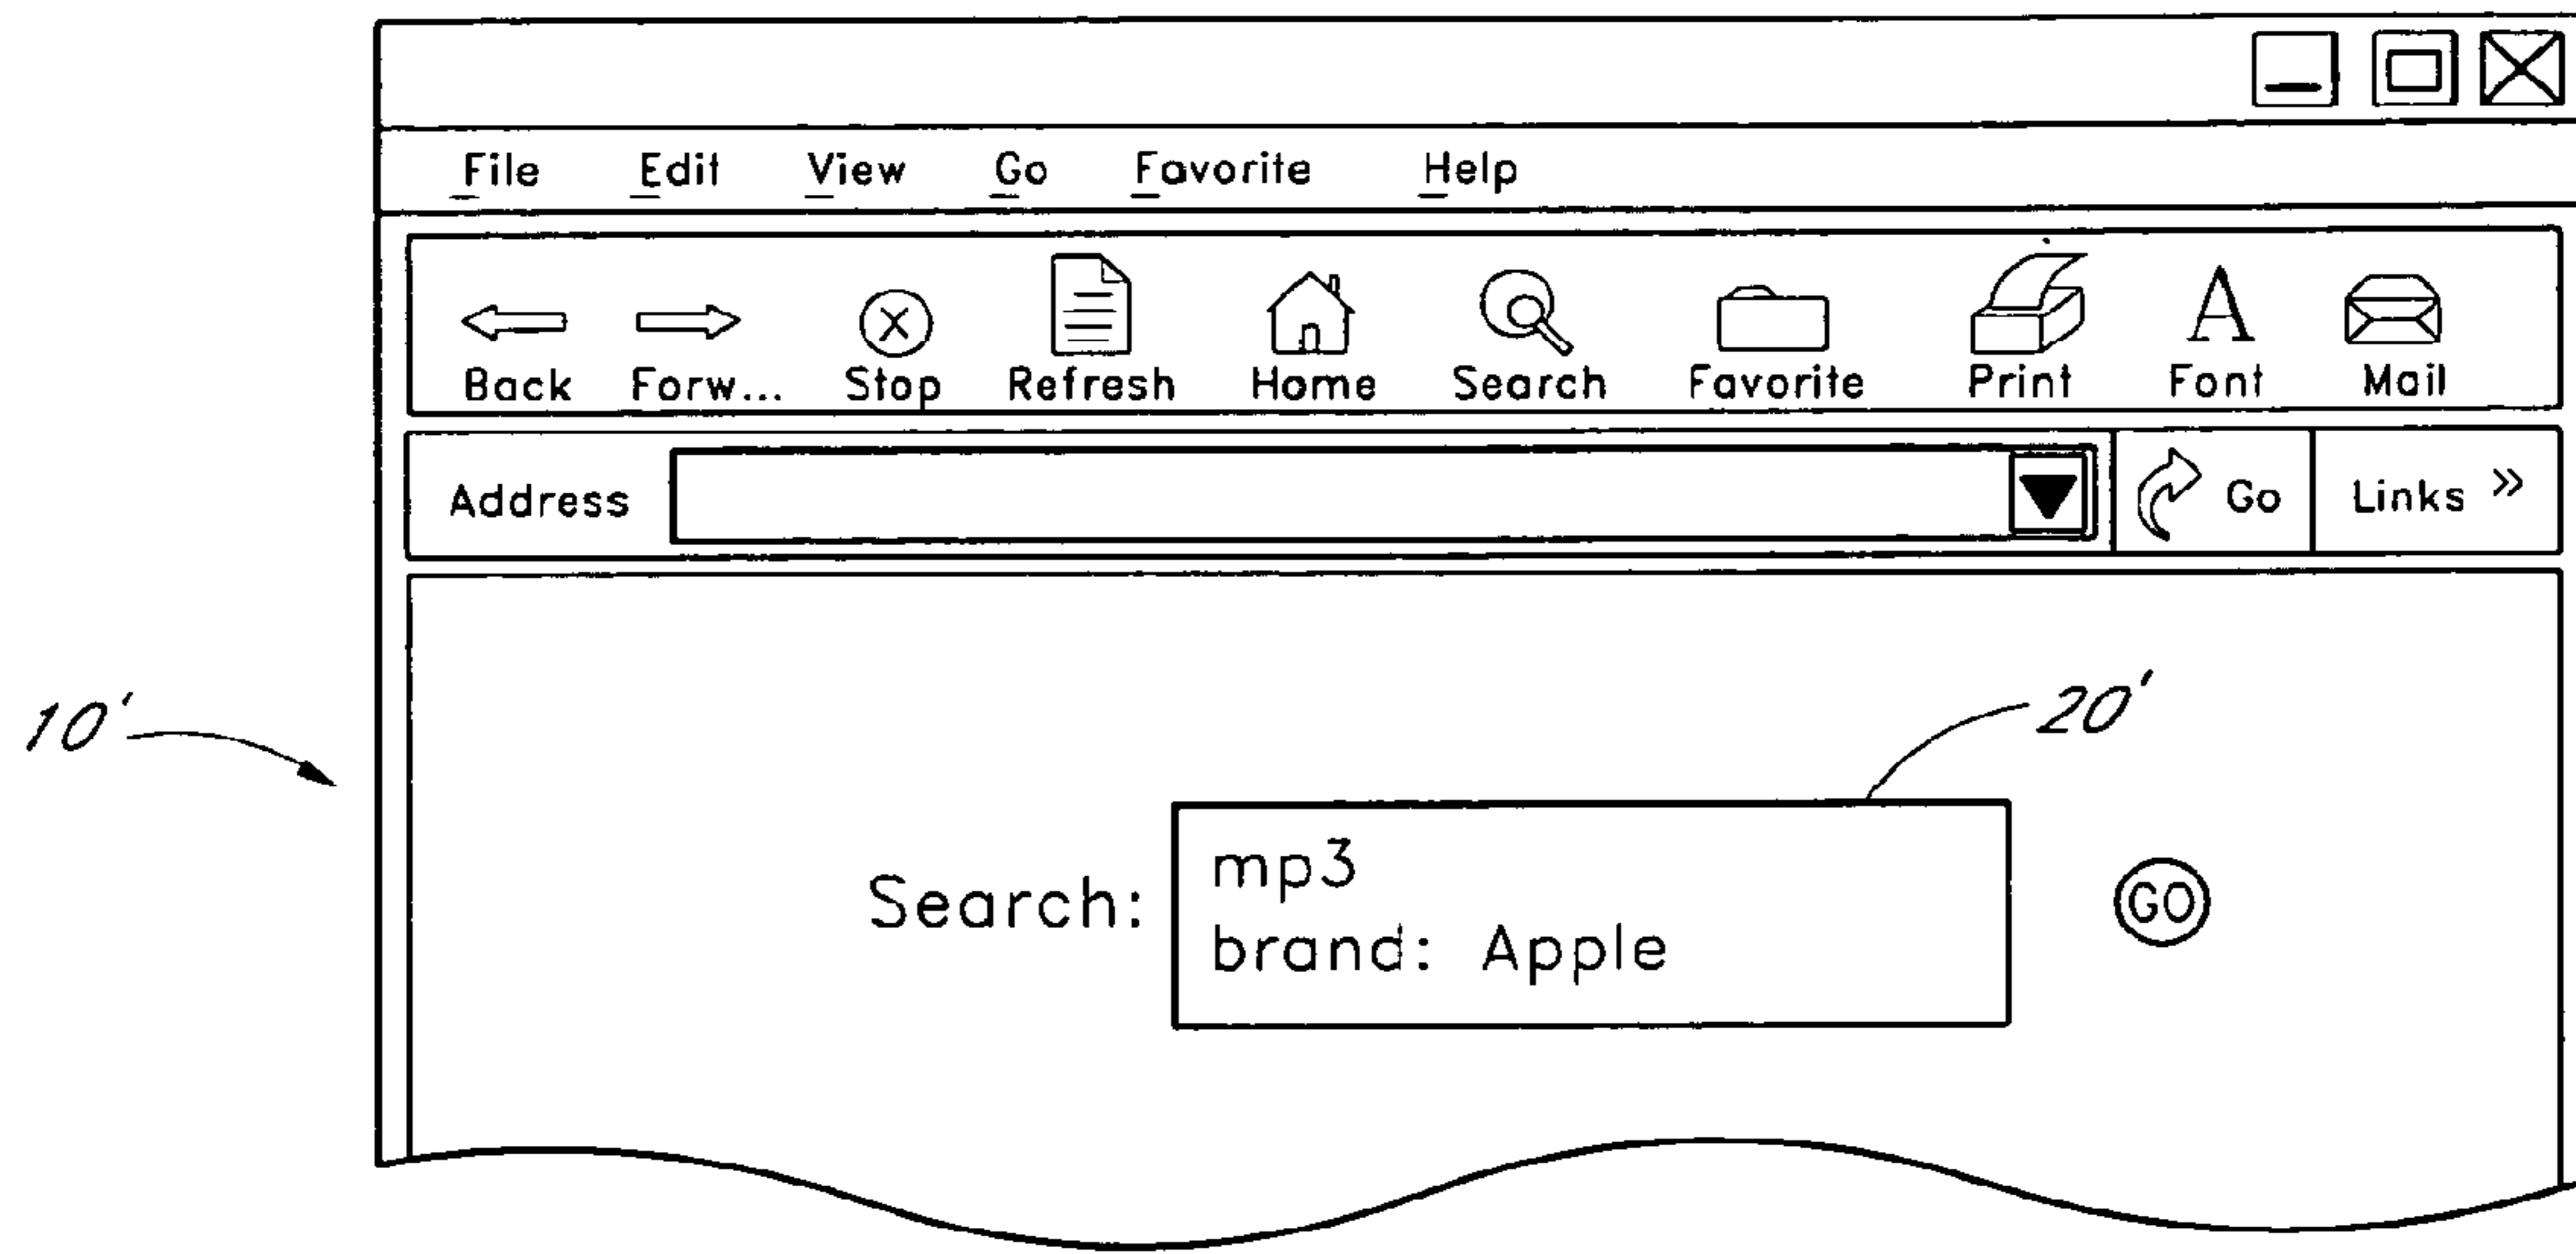 File Edit View Go Favorite Help
Back Forw... Stop Refresh Home Search Favorite Print Font Mail
Address Go Links »
10'
20'
Search: mp3
brand: Apple
GO